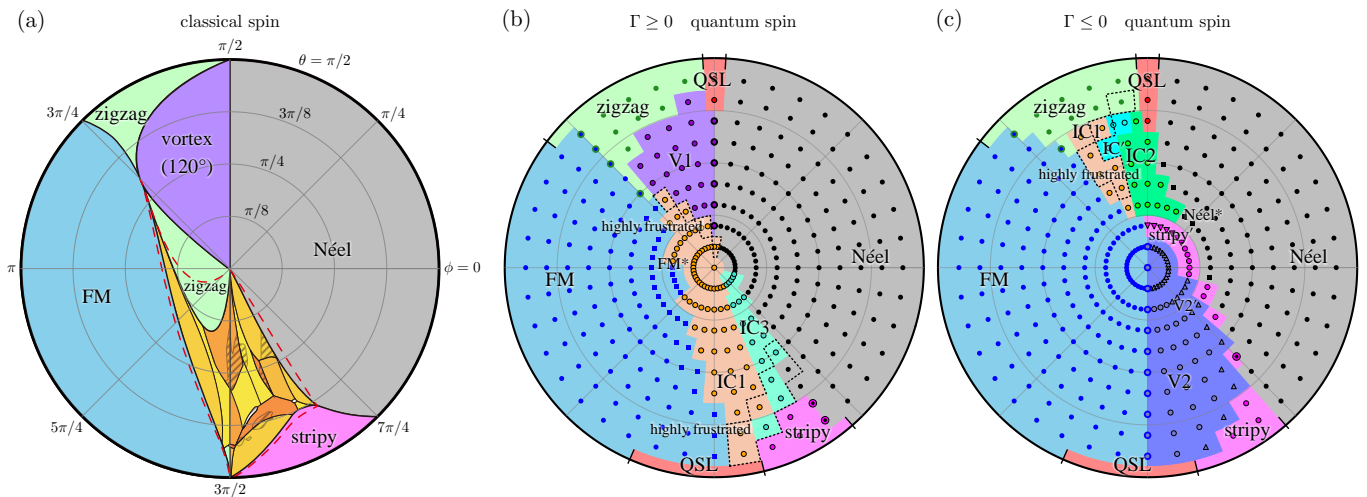 (a)
classical spin
π/2
θ = π/2
3π/4
zigzag
3π/8
π/4
vortex
(120°)
π/4
π/8
Néel
π
zigzag
ϕ = 0
FM
5π/4
stripy
7π/4
3π/2
(b)
Γ ≥ 0 quantum spin
QSL
zigzag
V1
highly frustrated
FM*
Néel
FM
IC3
IC1
highly frustrated
stripy
QSL
(c)
Γ ≤ 0 quantum spin
QSL
zigzag
IC1
IC2
highly frustrated
Néel*
stripy
Néel
FM
V2
V2
stripy
QSL